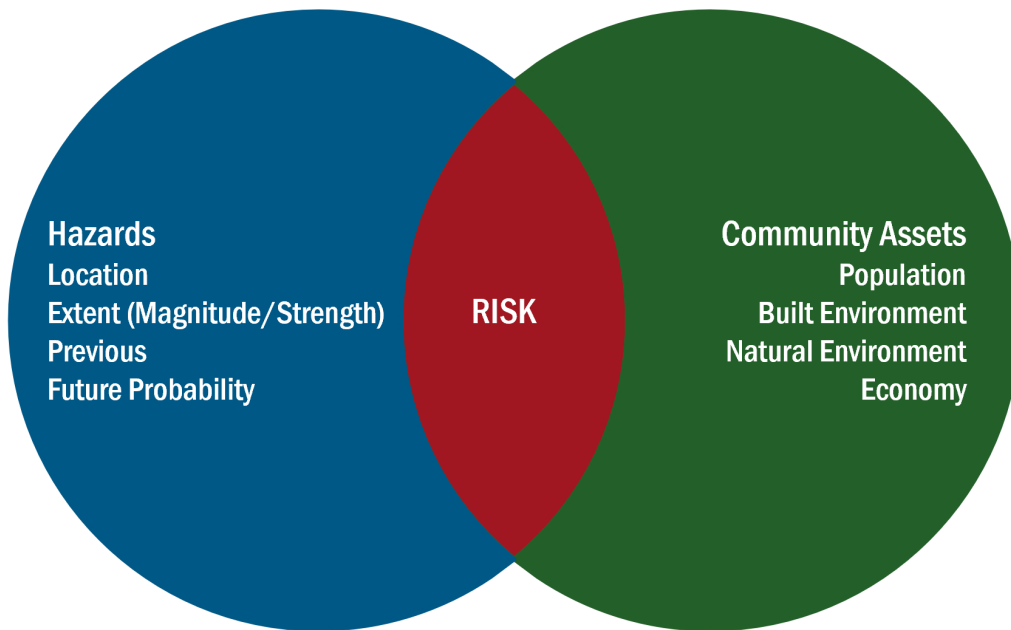 Hazards
Location
Extent (Magnitude/Strength)
Previous
Future Probability
RISK
Community Assets
Population
Built Environment
Natural Environment
Economy